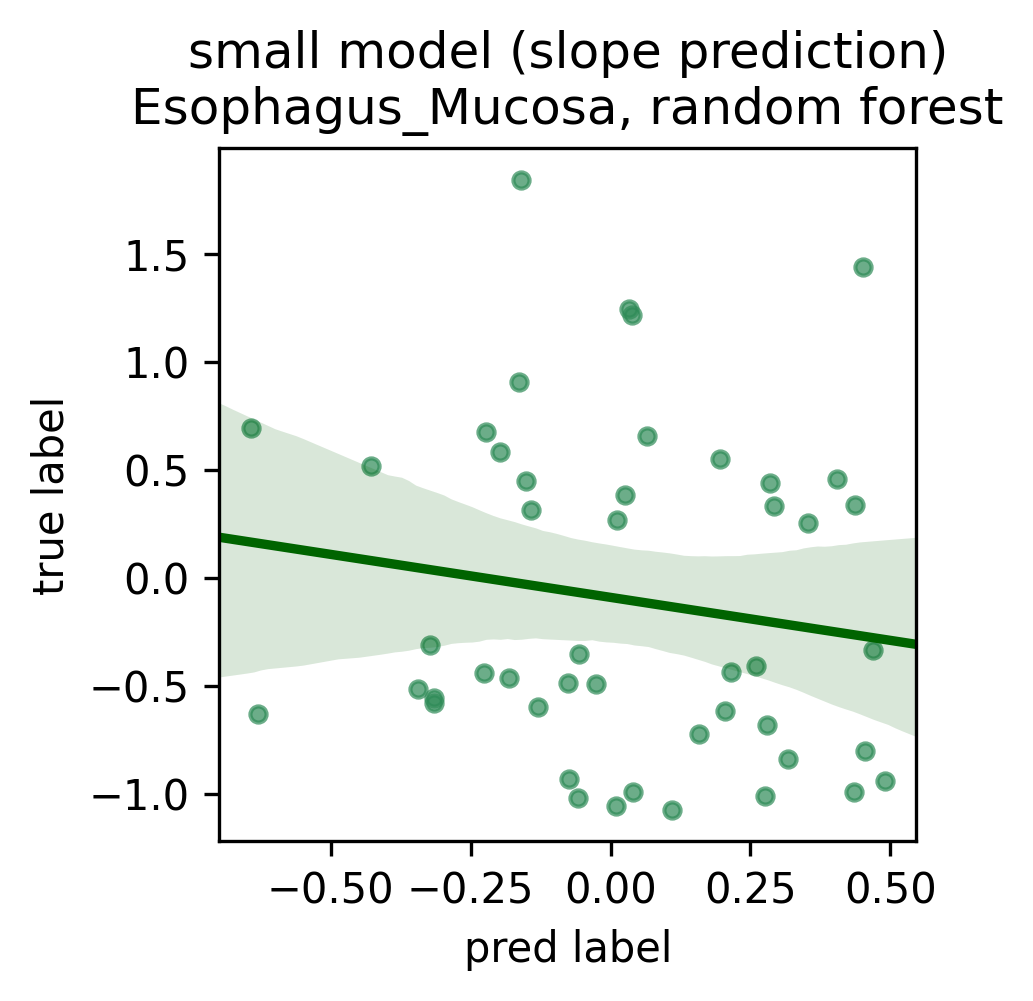 small model (slope prediction)
Esophagus_Mucosa, random forest
1.5
1.0
0.5
0.0
−0.5
−1.0
true label
−0.50 −0.25 0.00 0.25 0.50
pred label